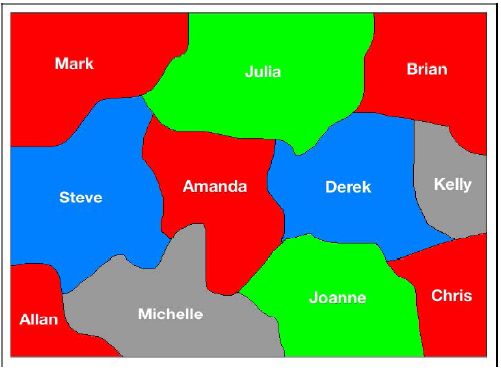 Mark
Julia
Brian
Steve
Amanda
Derek
Kelly
Allan
Michelle
Joanne
Chris